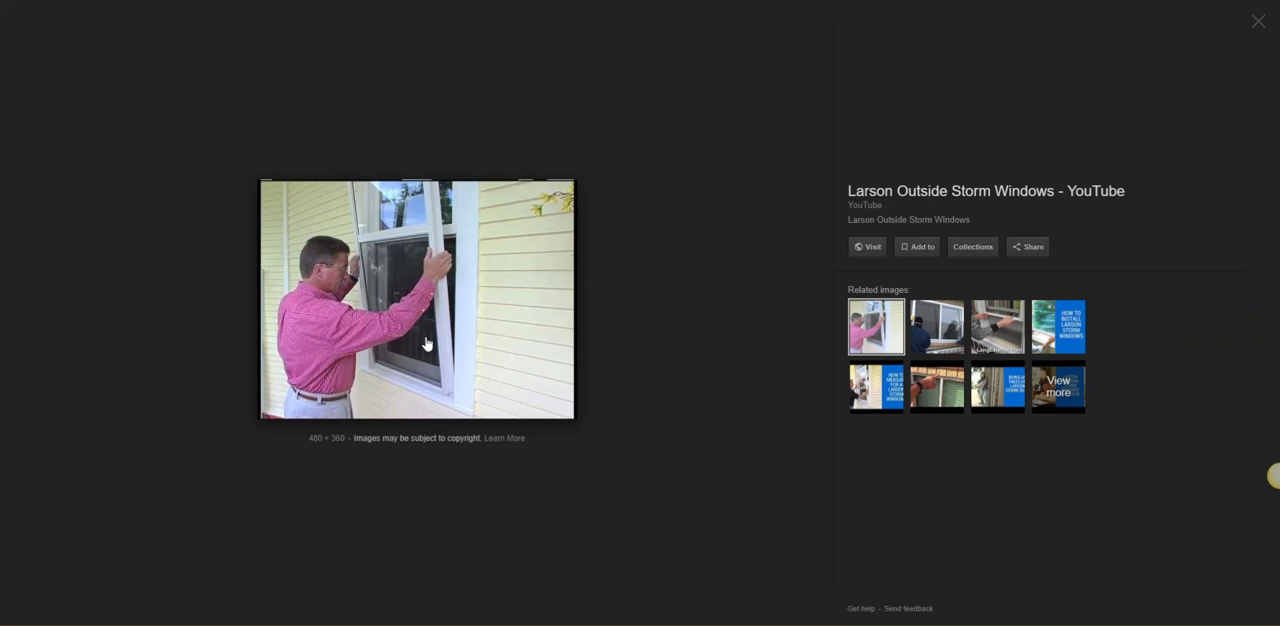 Larson Outside Storm Windows - YouTube
YouTube
Larson Outside Storm Windows
Visit
Add to
Collections
Share
Related images:
HOW TO
INSTALL
LARSON
STORM
WINDOWS
View
more
480 × 360 - Images may be subject to copyright. Learn More
Get help - Send feedback